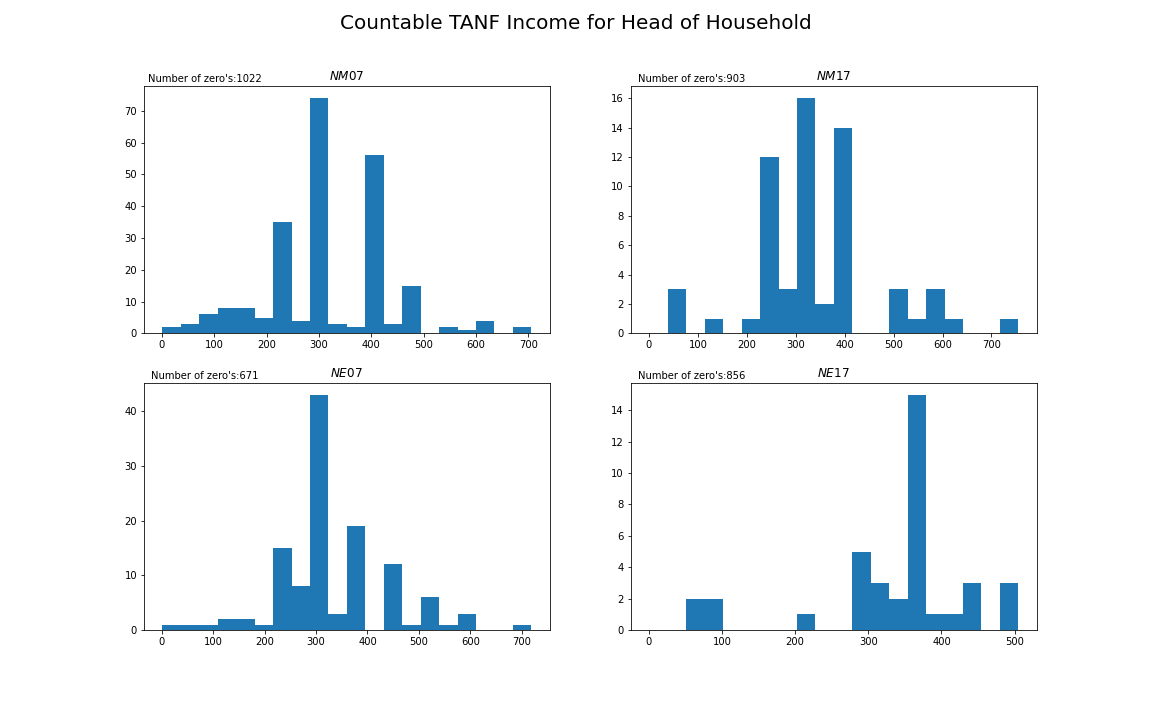 Countable TANF Income for Head of Household
Number of zero's:1022
NM07
70
60
50
40
30
20
10
0
0 100 200 300 400 500 600 700
Number of zero's:903
NM17
16
14
12
10
8
6
4
2
0
0 100 200 300 400 500 600 700
Number of zero's:671
NE07
40
30
20
10
0
0 100 200 300 400 500 600 700
Number of zero's:856
NE17
14
12
10
8
6
4
2
0
0 100 200 300 400 500